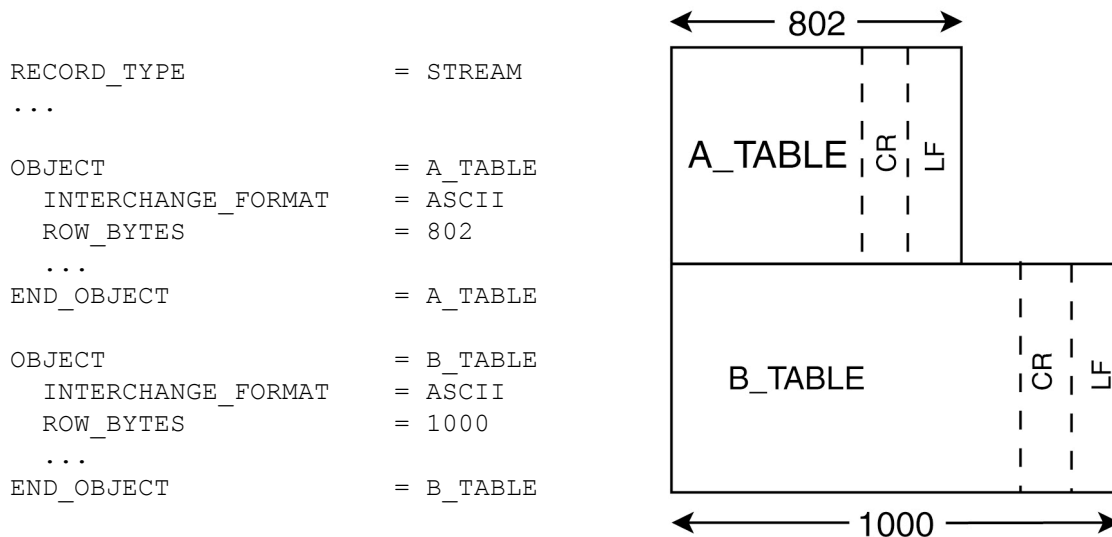 RECORD_TYPE = STREAM
...
OBJECT = A_TABLE
INTERCHANGE_FORMAT = ASCII
ROW_BYTES = 802
...
END_OBJECT = A_TABLE
OBJECT = B_TABLE
INTERCHANGE_FORMAT = ASCII
ROW_BYTES = 1000
...
END_OBJECT = B_TABLE
802
A_TABLE
CR
LF
B_TABLE
CR
LF
1000